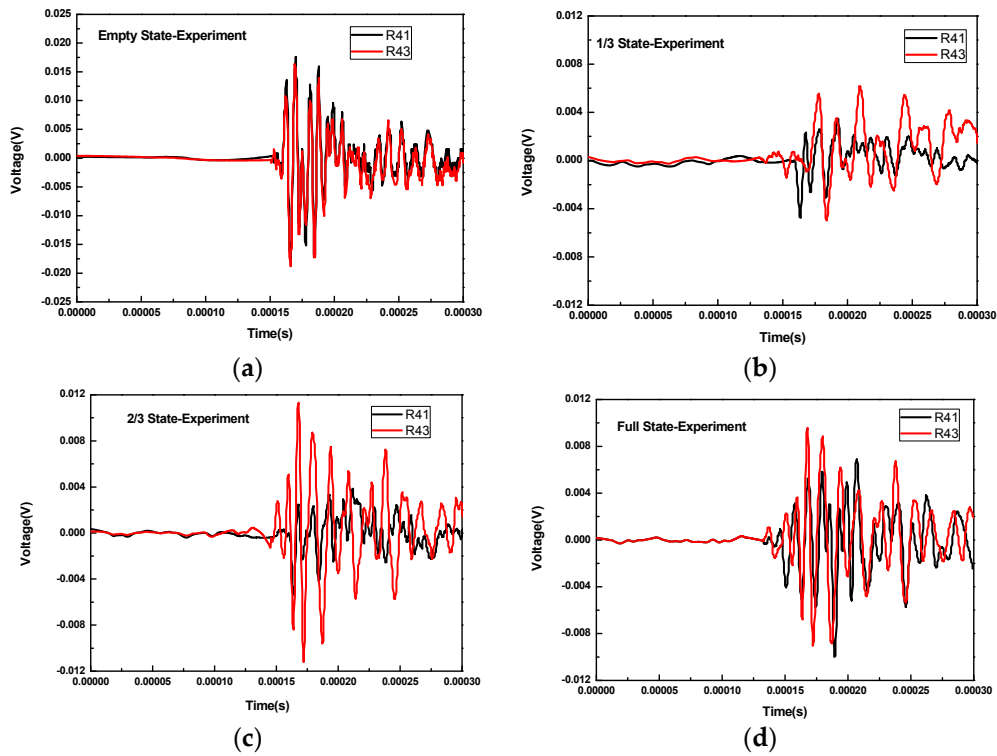 Empty State-Experiment
R41
R43
0.025
0.020
0.015
0.010
0.005
0.000
-0.005
-0.010
-0.015
-0.020
-0.025
Voltage(V)
0.00000 0.00005 0.00010 0.00015 0.00020 0.00025 0.00030
Time(s)
(a)
1/3 State-Experiment
R41
R43
0.012
0.008
0.004
0.000
-0.004
-0.008
-0.012
Voltage(V)
0.00000 0.00005 0.00010 0.00015 0.00020 0.00025 0.00030
Time(s)
(b)
2/3 State-Experiment
R41
R43
0.012
0.008
0.004
0.000
-0.004
-0.008
-0.012
Voltage(V)
0.00000 0.00005 0.00010 0.00015 0.00020 0.00025 0.00030
Time(s)
(c)
Full State-Experiment
R41
R43
0.012
0.008
0.004
0.000
-0.004
-0.008
-0.012
Voltage(V)
0.00000 0.00005 0.00010 0.00015 0.00020 0.00025 0.00030
Time(s)
(d)